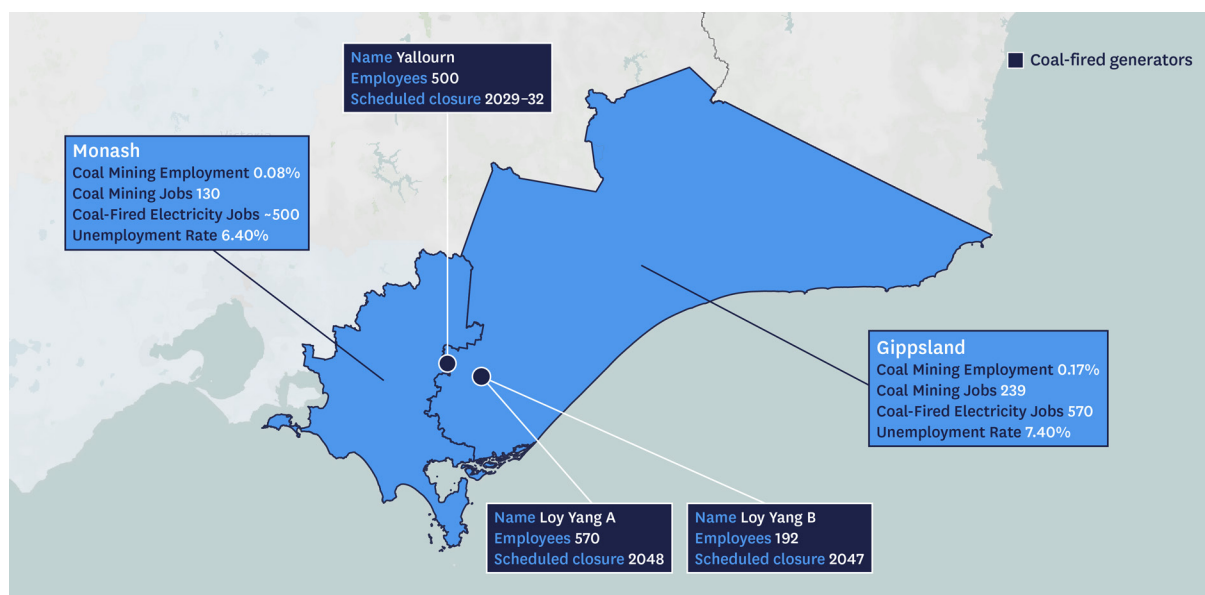 Name Yallourn
Employees 500
Scheduled closure 2029–32
Coal-fired generators
Monash
Coal Mining Employment 0.08%
Coal Mining Jobs 130
Coal-Fired Electricity Jobs ~500
Unemployment Rate 6.40%
Gippsland
Coal Mining Employment 0.17%
Coal Mining Jobs 239
Coal-Fired Electricity Jobs 570
Unemployment Rate 7.40%
Name Loy Yang A
Employees 570
Scheduled closure 2048
Name Loy Yang B
Employees 192
Scheduled closure 2047